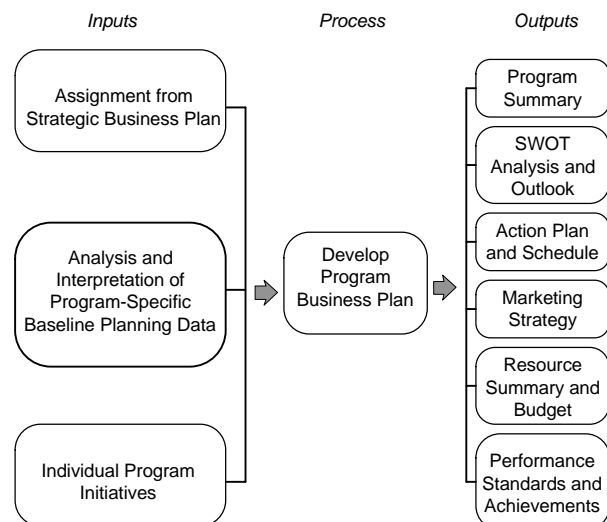 Inputs
Process
Outputs
Assignment from
Strategic Business Plan
Analysis and
Interpretation of
Program-Specific
Baseline Planning Data
Individual Program
Initiatives
Develop
Program
Business Plan
Program
Summary
SWOT
Analysis and
Outlook
Action Plan
and Schedule
Marketing
Strategy
Resource
Summary and
Budget
Performance
Standards and
Achievements